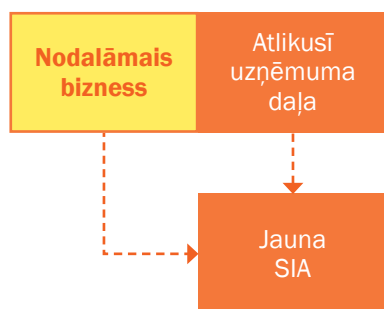 Nodalāmais
bizness
Atlikusī
uzņēmuma
daļa
Jauna
SIA